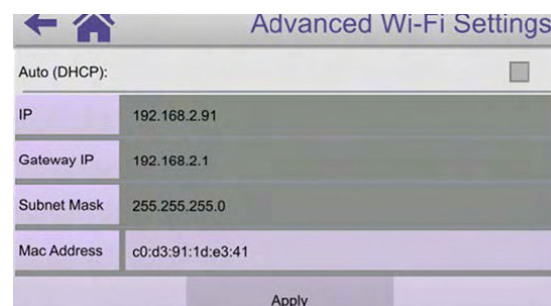 Advanced Wi-Fi Settings
Auto (DHCP):
IP 192.168.2.91
Gateway IP 192.168.2.1
Subnet Mask 255.255.255.0
Mac Address c0:d3:91:1d:e3:41
Apply